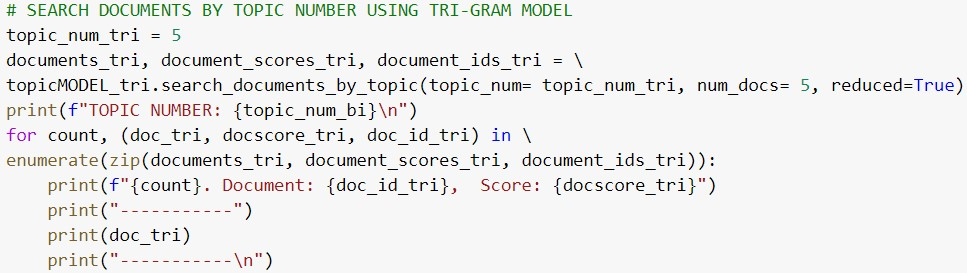 # SEARCH DOCUMENTS BY TOPIC NUMBER USING TRI-GRAM MODEL
topic_num_tri = 5
documents_tri, document_scores_tri, document_ids_tri = \
topicMODEL_tri.search_documents_by_topic(topic_num= topic_num_tri, num_docs= 5, reduced=True)
print(f"TOPIC NUMBER: {topic_num_bi}\n")
for count, (doc_tri, docscore_tri, doc_id_tri) in \
enumerate(zip(documents_tri, document_scores_tri, document_ids_tri)):
    print(f"{count}. Document: {doc_id_tri},  Score: {docscore_tri}")
    print("-----------")
    print(doc_tri)
    print("-----------\n")